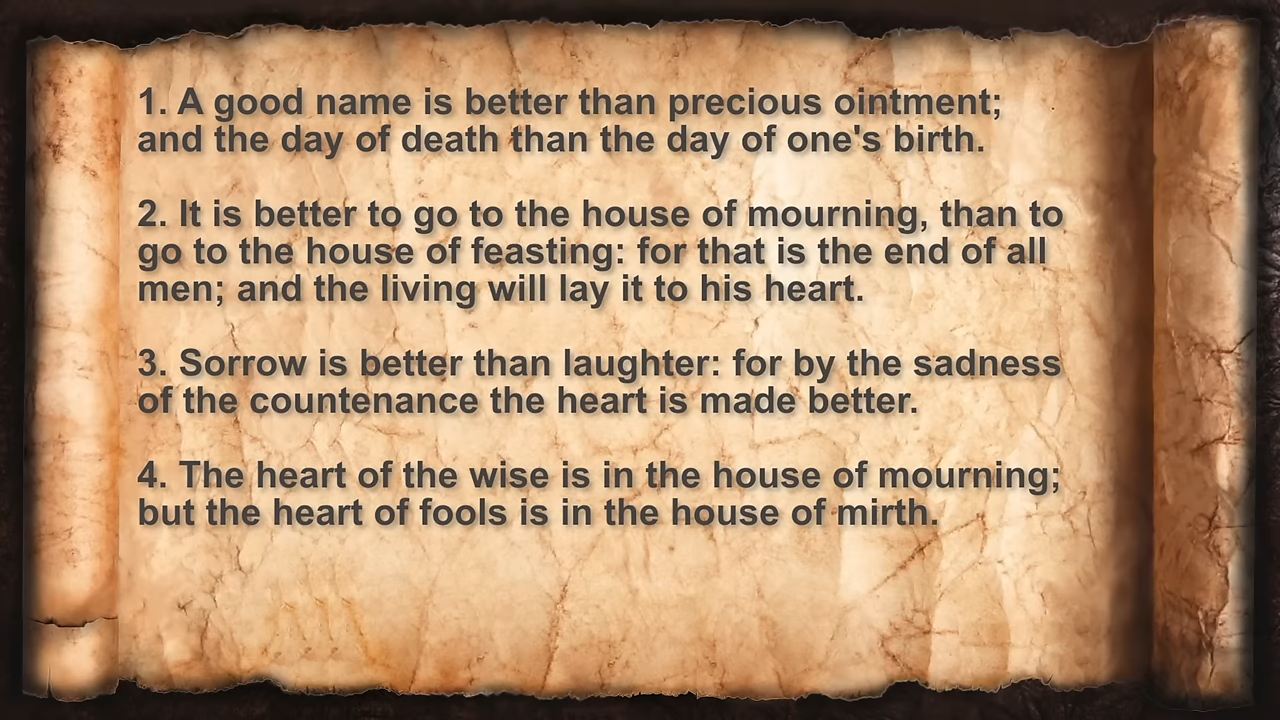 1. A good name is better than precious ointment;
and the day of death than the day of one's birth.
2. It is better to go to the house of mourning, than to
go to the house of feasting: for that is the end of all
men; and the living will lay it to his heart.
3. Sorrow is better than laughter: for by the sadness
of the countenance the heart is made better.
4. The heart of the wise is in the house of mourning;
but the heart of fools is in the house of mirth.